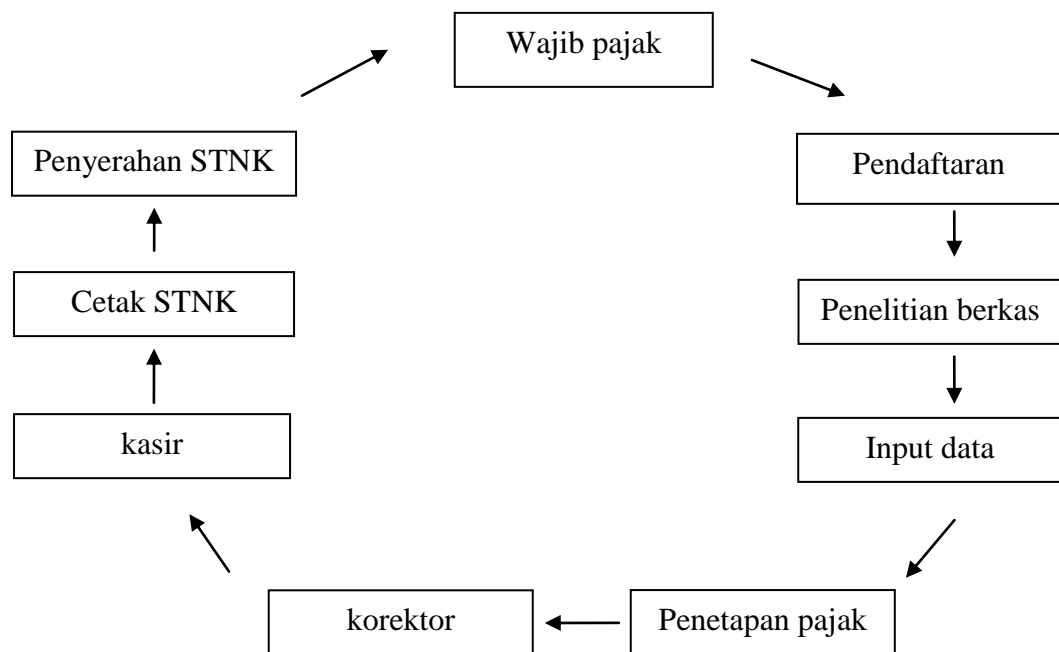 Wajib pajak
Penyerahan STNK
Pendaftaran
Cetak STNK
Penelitian berkas
kasir
Input data
korektor
Penetapan pajak